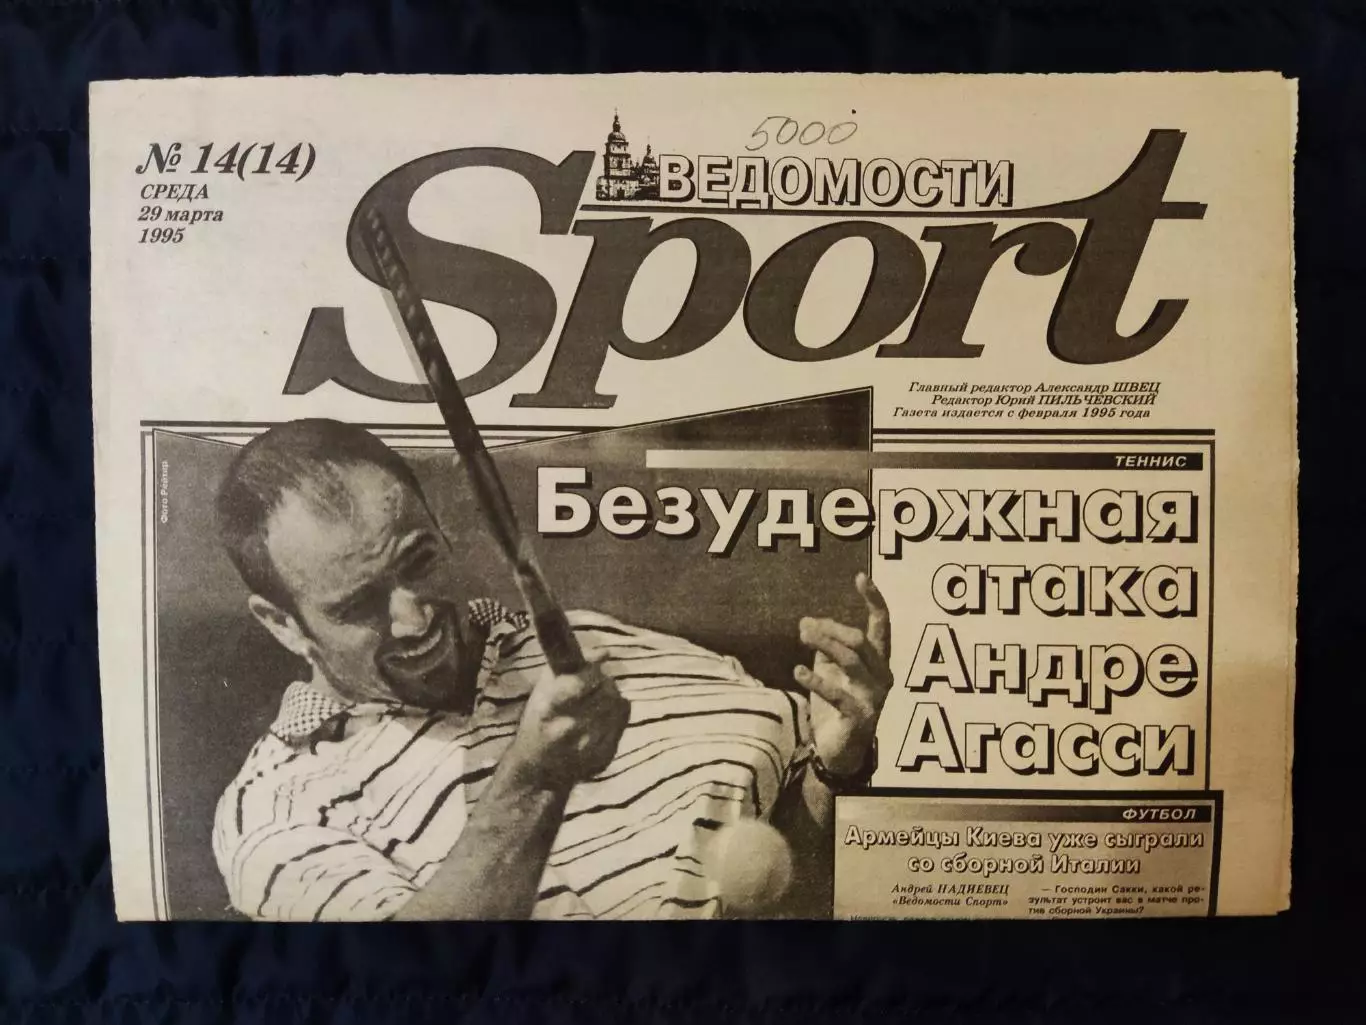 № 14(14)
СРЕДА
29 марта
1995
5000
ВЕДОМОСТИ
Sport
Главный редактор Александр ШВЕЦ
Редактор Юрий ПИЛЬЧЕВСКИЙ
Газета издается с февраля 1995 года
Фото Рейтер
ТЕННИС
Безудержная
атака
Андре
Агасси
ФУТБОЛ
Армейцы Киева уже сыграли
со сборной Италии
Андрей НАДИЕВЕЦ
«Ведомости Спорт»
— Господин Сакки, какой ре-
зультат устроит вас в матче про-
тив сборной Украины?